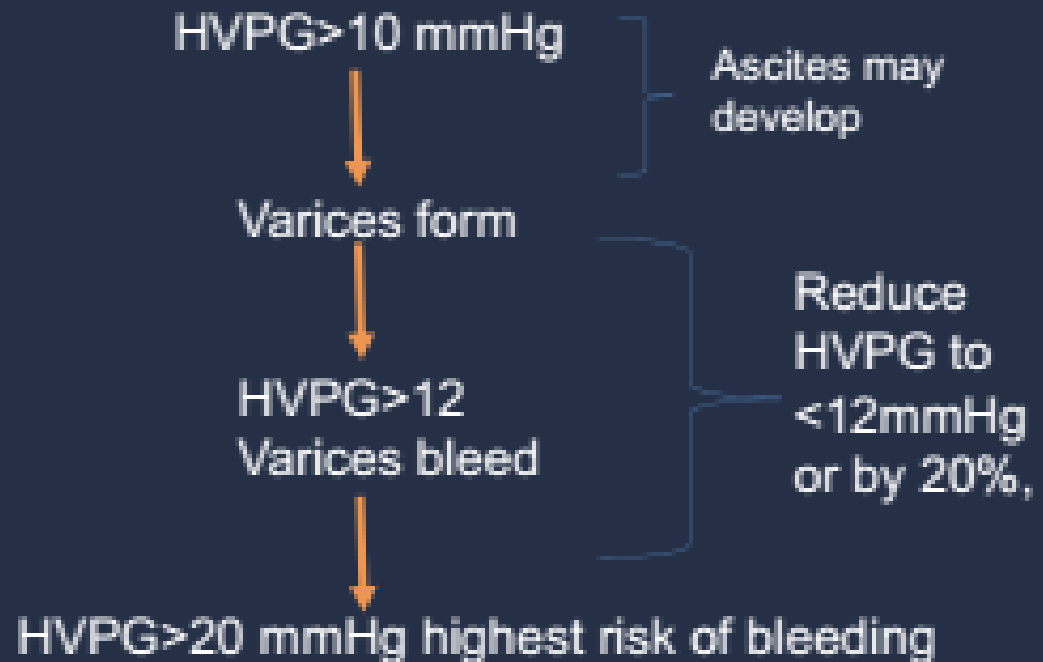 HVPG>10 mmHg
Ascites may
develop
Varices form
Reduce
HVPG to
<12mmHg
or by 20%,
HVPG>12
Varices bleed
HVPG>20 mmHg highest risk of bleeding